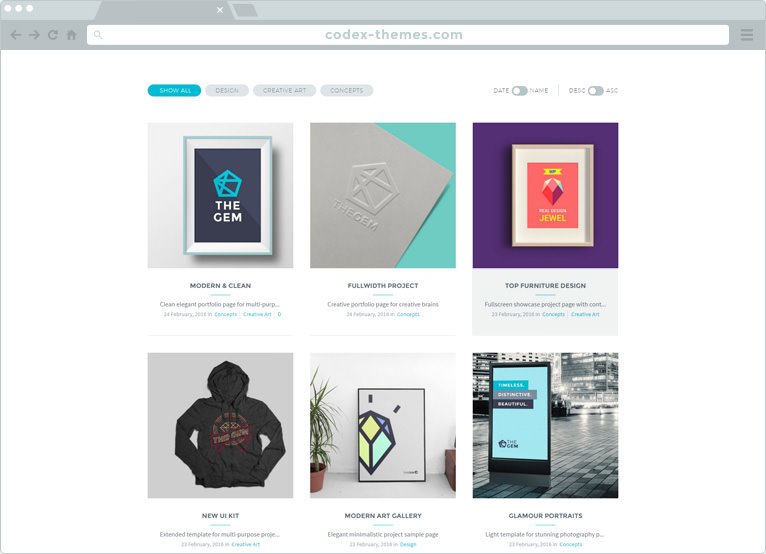 codex-themes.com
SHOW ALL DESIGN CREATIVE ART CONCEPTS DATE NAME DESC ASC
THE
GEM
THEGEM
TOP
REAL DESIGN
JEWEL
MODERN & CLEAN
Clean elegant portfolio page for multi-purp...
24 February, 2016 in Concepts Creative Art D
FULLWIDTH PROJECT
Creative portfolio page for creative brains
24 February, 2016 in Concepts
TOP FURNITURE DESIGN
Fullscreen showcase project page with cont...
23 February, 2016 in Concepts Creative Art
THE GEM
TIMELESS.
DISTINCTIVE.
BEAUTIFUL.
THE
GEM
NEW UI KIT
Extended template for multi-purpose proje...
23 February, 2016 in Creative Art
MODERN ART GALLERY
Elegant minimalistic project sample page
23 February, 2016 in Design
GLAMOUR PORTRAITS
Light template for stunning photography p...
23 February, 2016 in Concepts